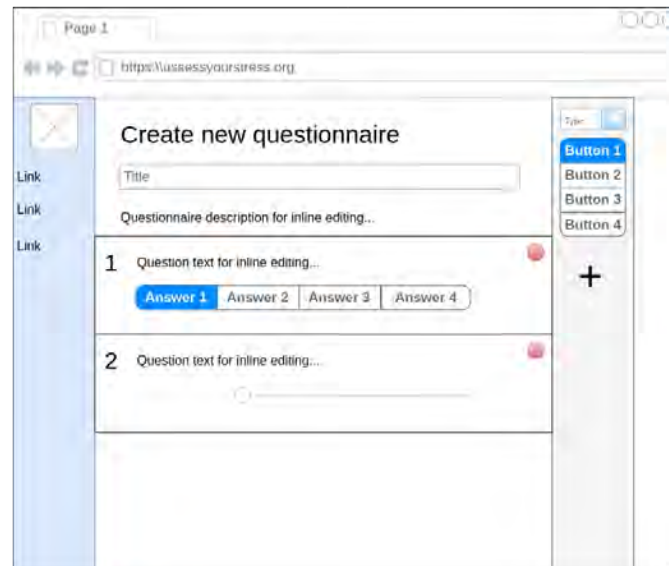 Page 1
https:\\assessyourstress.org
Link
Link
Link
Create new questionnaire
Title
Questionnaire description for inline editing...
1 Question text for inline editing...
Answer 1 Answer 2 Answer 3 Answer 4
2 Question text for inline editing...
Type
Button 1
Button 2
Button 3
Button 4
+